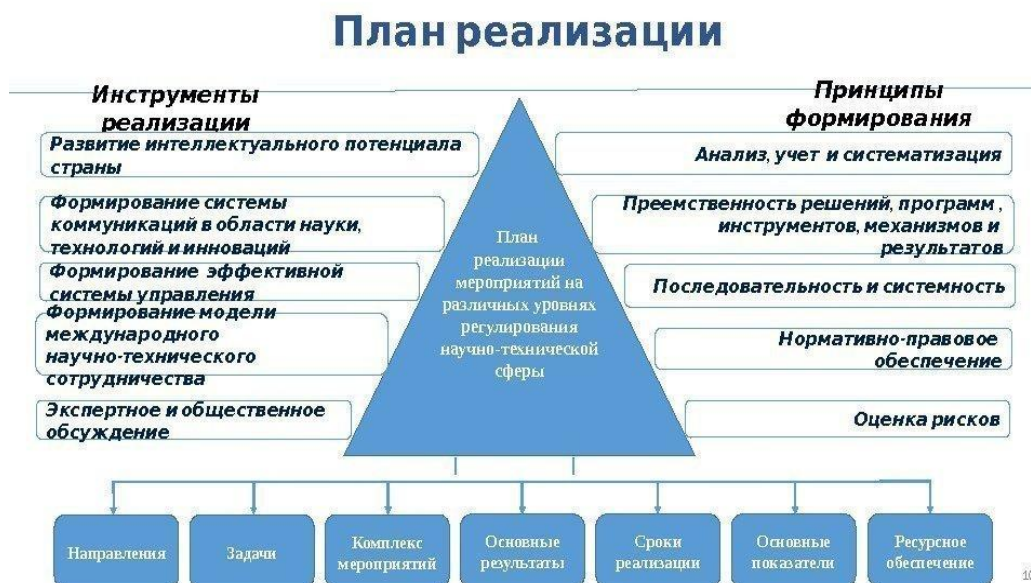 План реализации
Инструменты
реализации
Развитие интеллектуального потенциала
страны
Формирование системы
коммуникаций в области науки,
технологий и инноваций
Формирование эффективной
системы управления
Формирование модели
международного
научно-технического
сотрудничества
Экспертное и общественное
обсуждение
План
реализации
мероприятий на
различных уровнях
регулирования
научно-технической
сферы
Принципы
формирования
Анализ, учет и систематизация
Преемственность решений, программ ,
инструментов, механизмов и
результатов
Последовательность и системность
Нормативно-правовое
обеспечение
Оценка рисков
Направления
Задачи
Комплекс
мероприятий
Основные
результаты
Сроки
реализации
Основные
показатели
Ресурсное
обеспечение